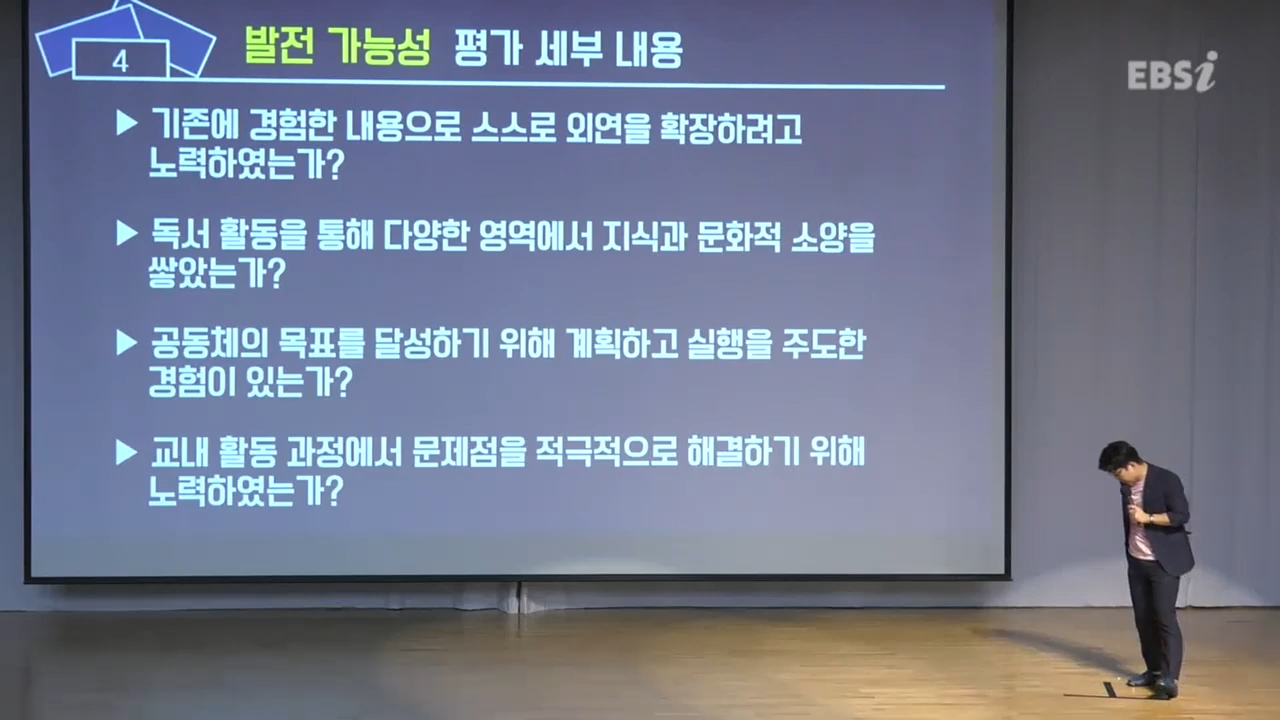 4
발전 가능성 평가 세부 내용
EBSi
▶ 기존에 경험한 내용으로 스스로 외연을 확장하려고
노력하였는가?
▶ 독서 활동을 통해 다양한 영역에서 지식과 문화적 소양을
쌓았는가?
▶ 공동체의 목표를 달성하기 위해 계획하고 실행을 주도한
경험이 있는가?
▶ 교내 활동 과정에서 문제점을 적극적으로 해결하기 위해
노력하였는가?